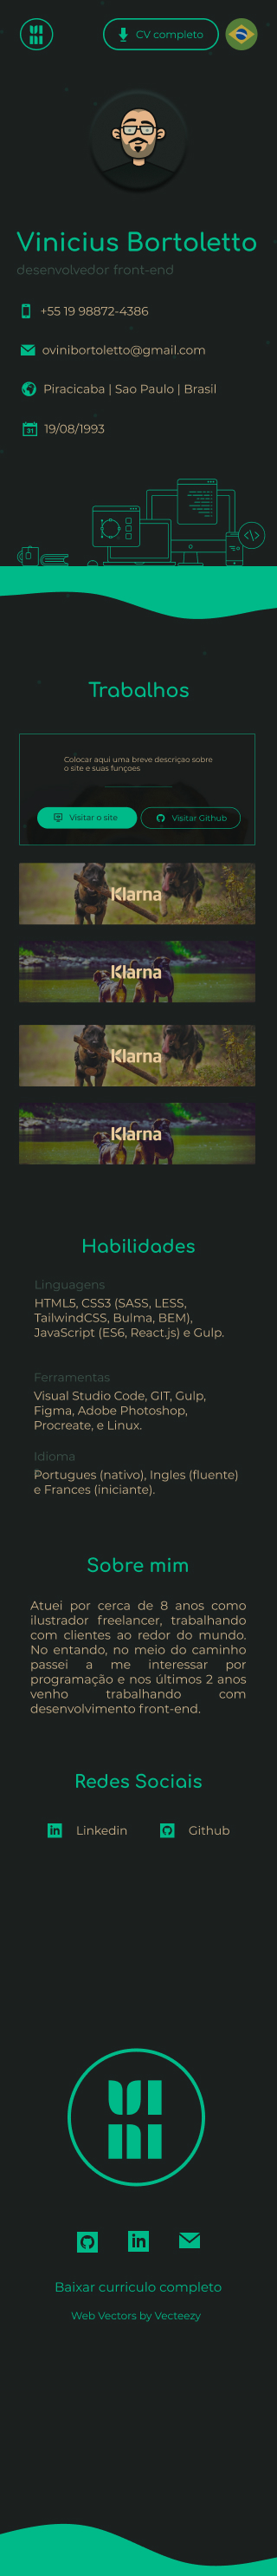 CV completo
Vinicius Bortoletto
desenvolvedor front-end
+55 19 98872-4386
ovinibortoletto@gmail.com
Piracicaba | Sao Paulo | Brasil
31
19/08/1993
Trabalhos
Colocar aqui uma breve descriçao sobre
o site e suas funçoes
Visitar o site
Visitar Github
Klarna
Klarna
Klarna
Klarna
Habilidades
Linguagens
HTML5, CSS3 (SASS, LESS,
TailwindCSS, Bulma, BEM),
JavaScript (ES6, React.js) e Gulp.
Ferramentas
Visual Studio Code, GIT, Gulp,
Figma, Adobe Photoshop,
Procreate, e Linux.
Idioma
Portugues (nativo), Ingles (fluente)
e Frances (iniciante).
Sobre mim
Atuei por cerca de 8 anos como
ilustrador freelancer, trabalhando
com clientes ao redor do mundo.
No entando, no meio do caminho
passei a me interessar por
programação e nos últimos 2 anos
venho trabalhando com
desenvolvimento front-end.
Redes Sociais
in
Linkedin
Github
VI
NI
in
Baixar curriculo completo
Web Vectors by Vecteezy